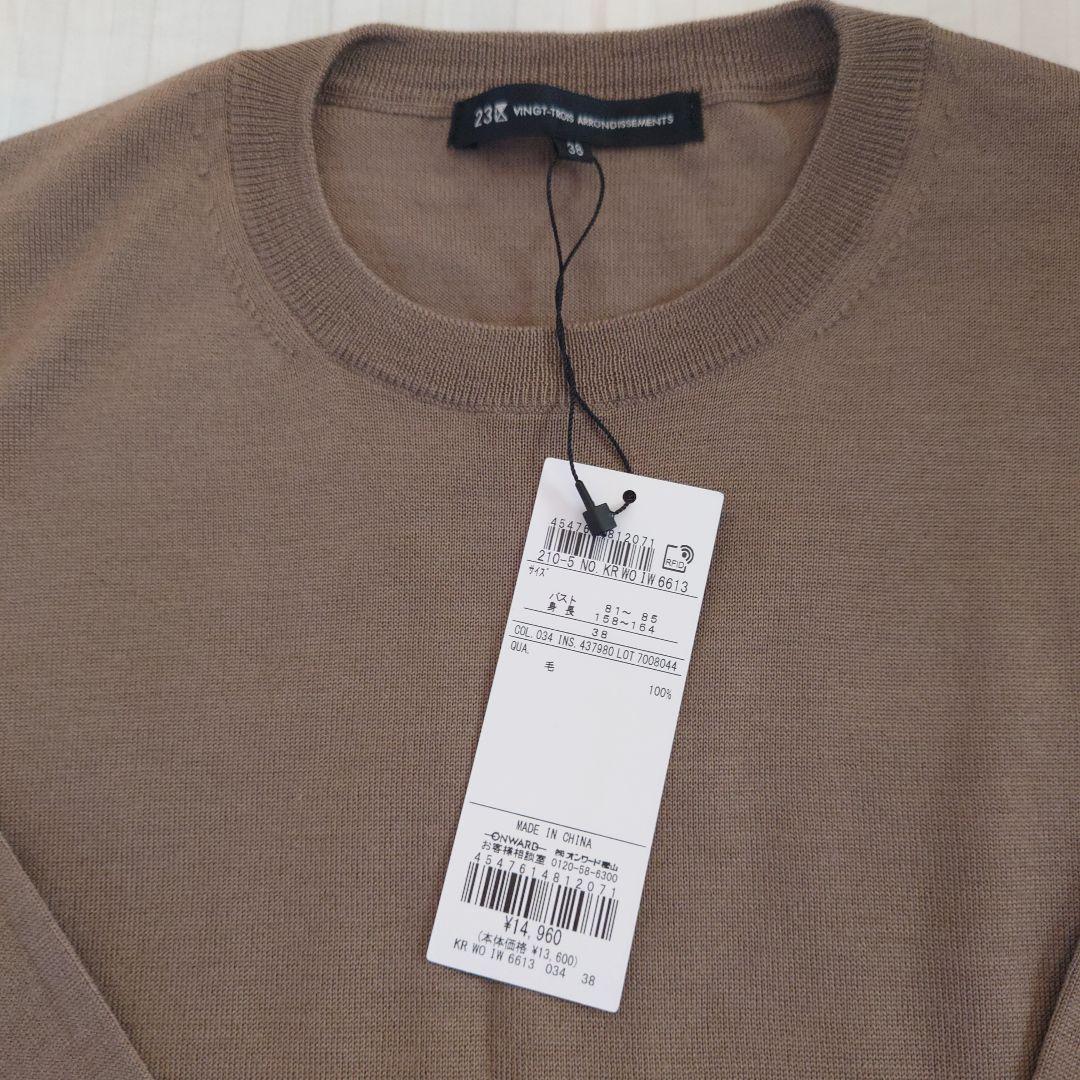 23区 VINGT-TROIS ARRONDISSEMENTS
38
812071
RFID
210-5 NO. KR WO IW 6613
サイズ
バスト 81～ 85
身長 158～164
38
COL. 034 INS. 437980 LOT 7008044
QUA.
毛 100%
MADE IN CHINA
ONWARD ㈱オンワード樫山
お客様相談室 0120-58-6300
4547614812071
¥14,960
(本体価格 ¥13,600)
KR WO IW 6613 034 38